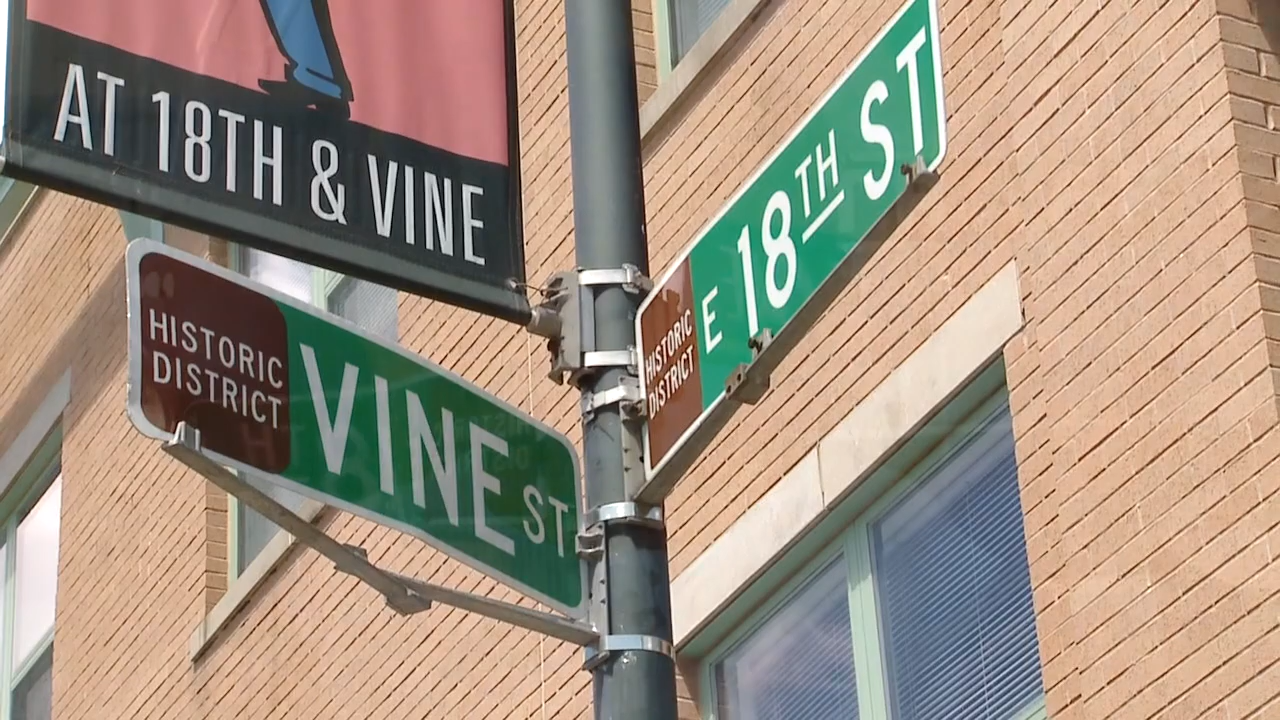 AT 18TH & VINE
HISTORIC
DISTRICT
VINE ST
HISTORIC
DISTRICT
E 18TH ST